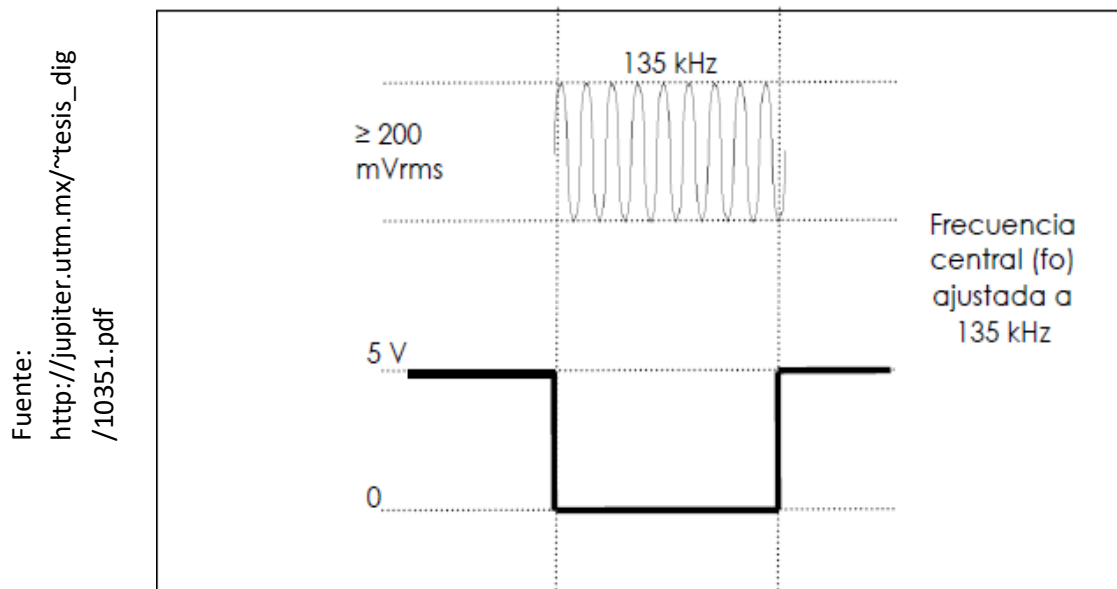 Fuente:
http://jupiter.utm.mx/~tesis_dig
/10351.pdf
135 kHz
≥ 200
mVrms
Frecuencia
central (fo)
ajustada a
135 kHz
5 V
0